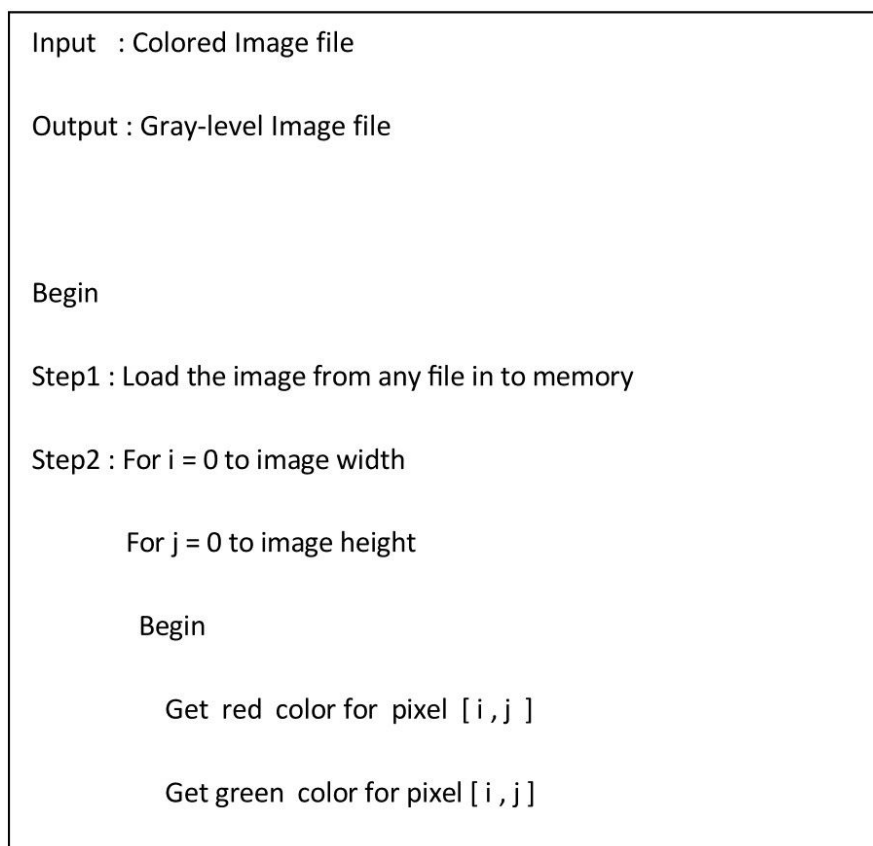 Input : Colored Image file
Output : Gray-level Image file
Begin
Step1 : Load the image from any file in to memory
Step2 : For i = 0 to image width
For j = 0 to image height
Begin
Get red color for pixel [ i , j ]
Get green color for pixel [ i , j ]